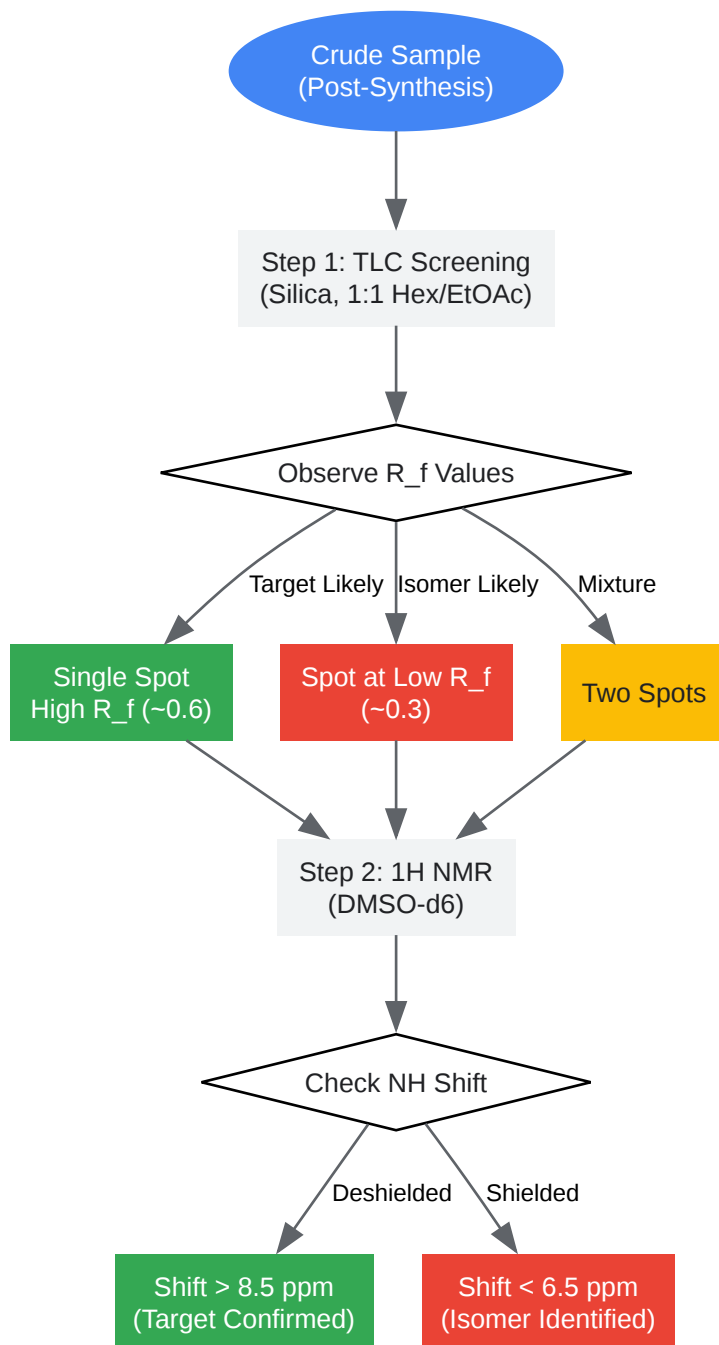 Crude Sample
(Post-Synthesis)
Step 1: TLC Screening
(Silica, 1:1 Hex/EtOAc)
Observe R_f Values
Target Likely
Isomer Likely
Mixture
Single Spot
High R_f (~0.6)
Spot at Low R_f
(~0.3)
Two Spots
Step 2: 1H NMR
(DMSO-d6)
Check NH Shift
Deshielded
Shielded
Shift > 8.5 ppm
(Target Confirmed)
Shift < 6.5 ppm
(Isomer Identified)